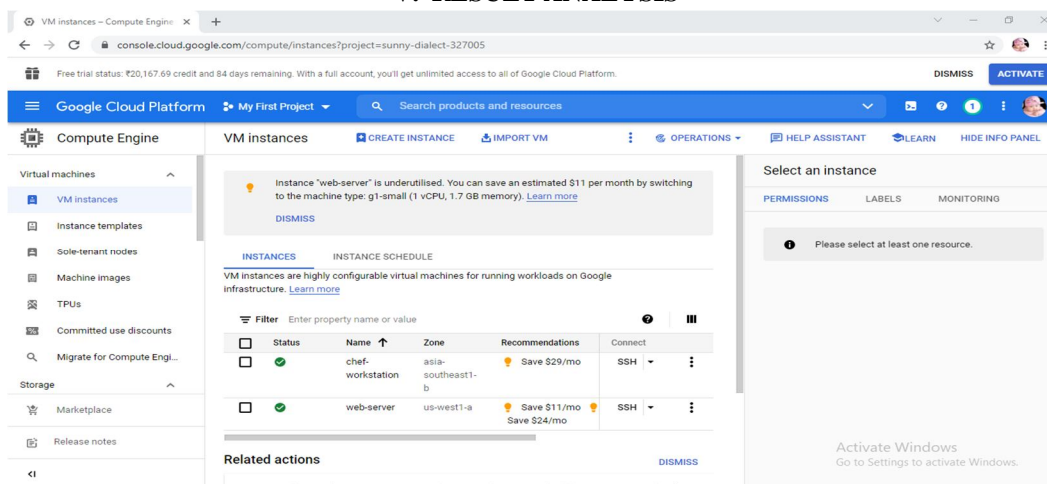 V. RESULT ANALYSIS
VM instances – Compute Engine
console.cloud.google.com/compute/instances?project=sunny-dialect-327005
Free trial status: ₹20,167.69 credit and 84 days remaining. With a full account, you'll get unlimited access to all of Google Cloud Platform.
DISMISS
ACTIVATE
Google Cloud Platform
My First Project
Search products and resources
1
Compute Engine
VM instances
CREATE INSTANCE
IMPORT VM
OPERATIONS
HELP ASSISTANT
LEARN
HIDE INFO PANEL
Virtual machines
VM instances
Instance templates
Sole-tenant nodes
Machine images
TPUs
Committed use discounts
Migrate for Compute Engi...
Storage
Marketplace
Release notes
Instance "web-server" is underutilised. You can save an estimated $11 per month by switching
to the machine type: g1-small (1 vCPU, 1.7 GB memory). Learn more
DISMISS
INSTANCES
INSTANCE SCHEDULE
VM instances are highly configurable virtual machines for running workloads on Google
infrastructure. Learn more
Filter Enter property name or value
Status Name Zone Recommendations Connect
chef-
workstation
asia-
southeast1-
b
Save $29/mo
SSH
web-server
us-west1-a
Save $11/mo
Save $24/mo
SSH
Related actions
DISMISS
Select an instance
PERMISSIONS
LABELS
MONITORING
Please select at least one resource.
Activate Windows
Go to Settings to activate Windows.